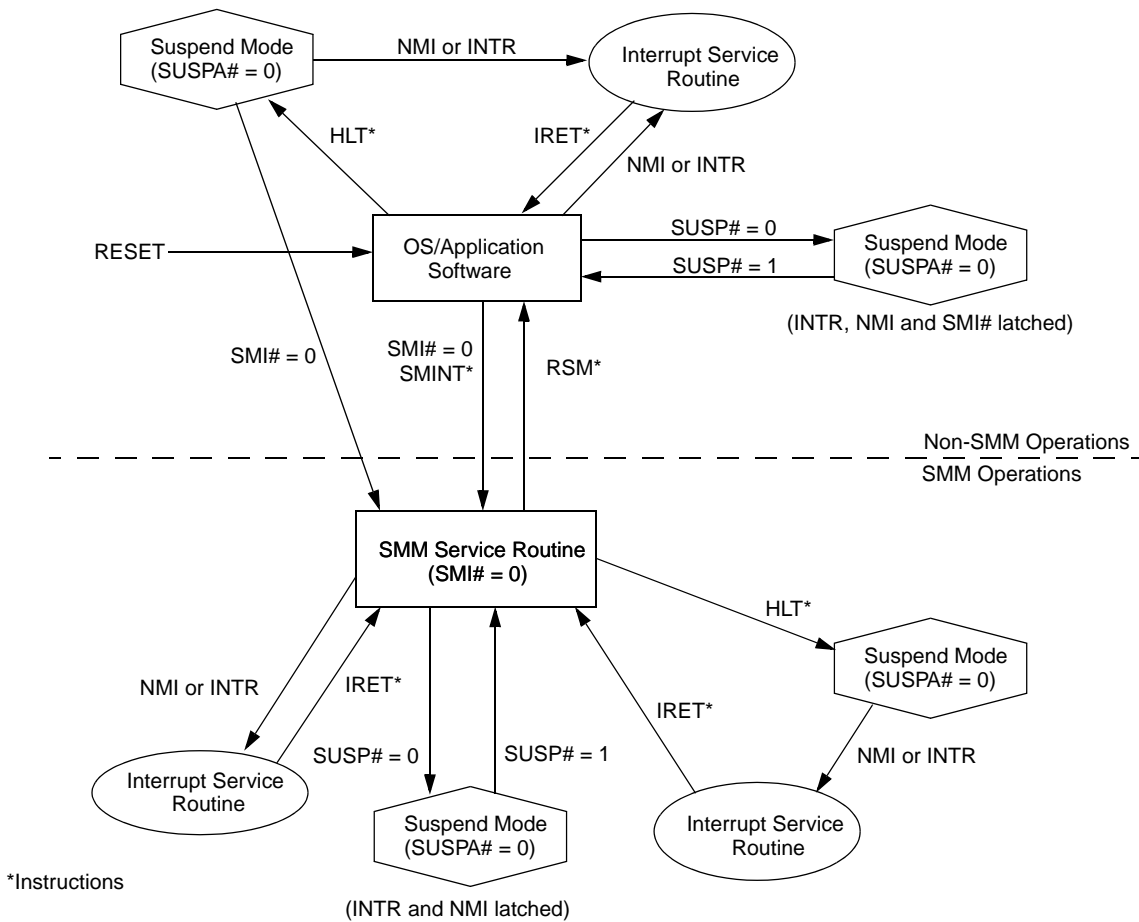 Suspend Mode
(SUSPA# = 0)
NMI or INTR
Interrupt Service
Routine
HLT*
IRET*
NMI or INTR
RESET
OS/Application
Software
SUSP# = 0
SUSP# = 1
Suspend Mode
(SUSPA# = 0)
(INTR, NMI and SMI# latched)
SMI# = 0
SMI# = 0
SMINT*
RSM*
Non-SMM Operations
SMM Operations
SMM Service Routine
(SMI# = 0)
HLT*
Suspend Mode
(SUSPA# = 0)
NMI or INTR
IRET*
IRET*
SUSP# = 0
SUSP# = 1
NMI or INTR
Interrupt Service
Routine
Suspend Mode
(SUSPA# = 0)
Interrupt Service
Routine
*Instructions
(INTR and NMI latched)